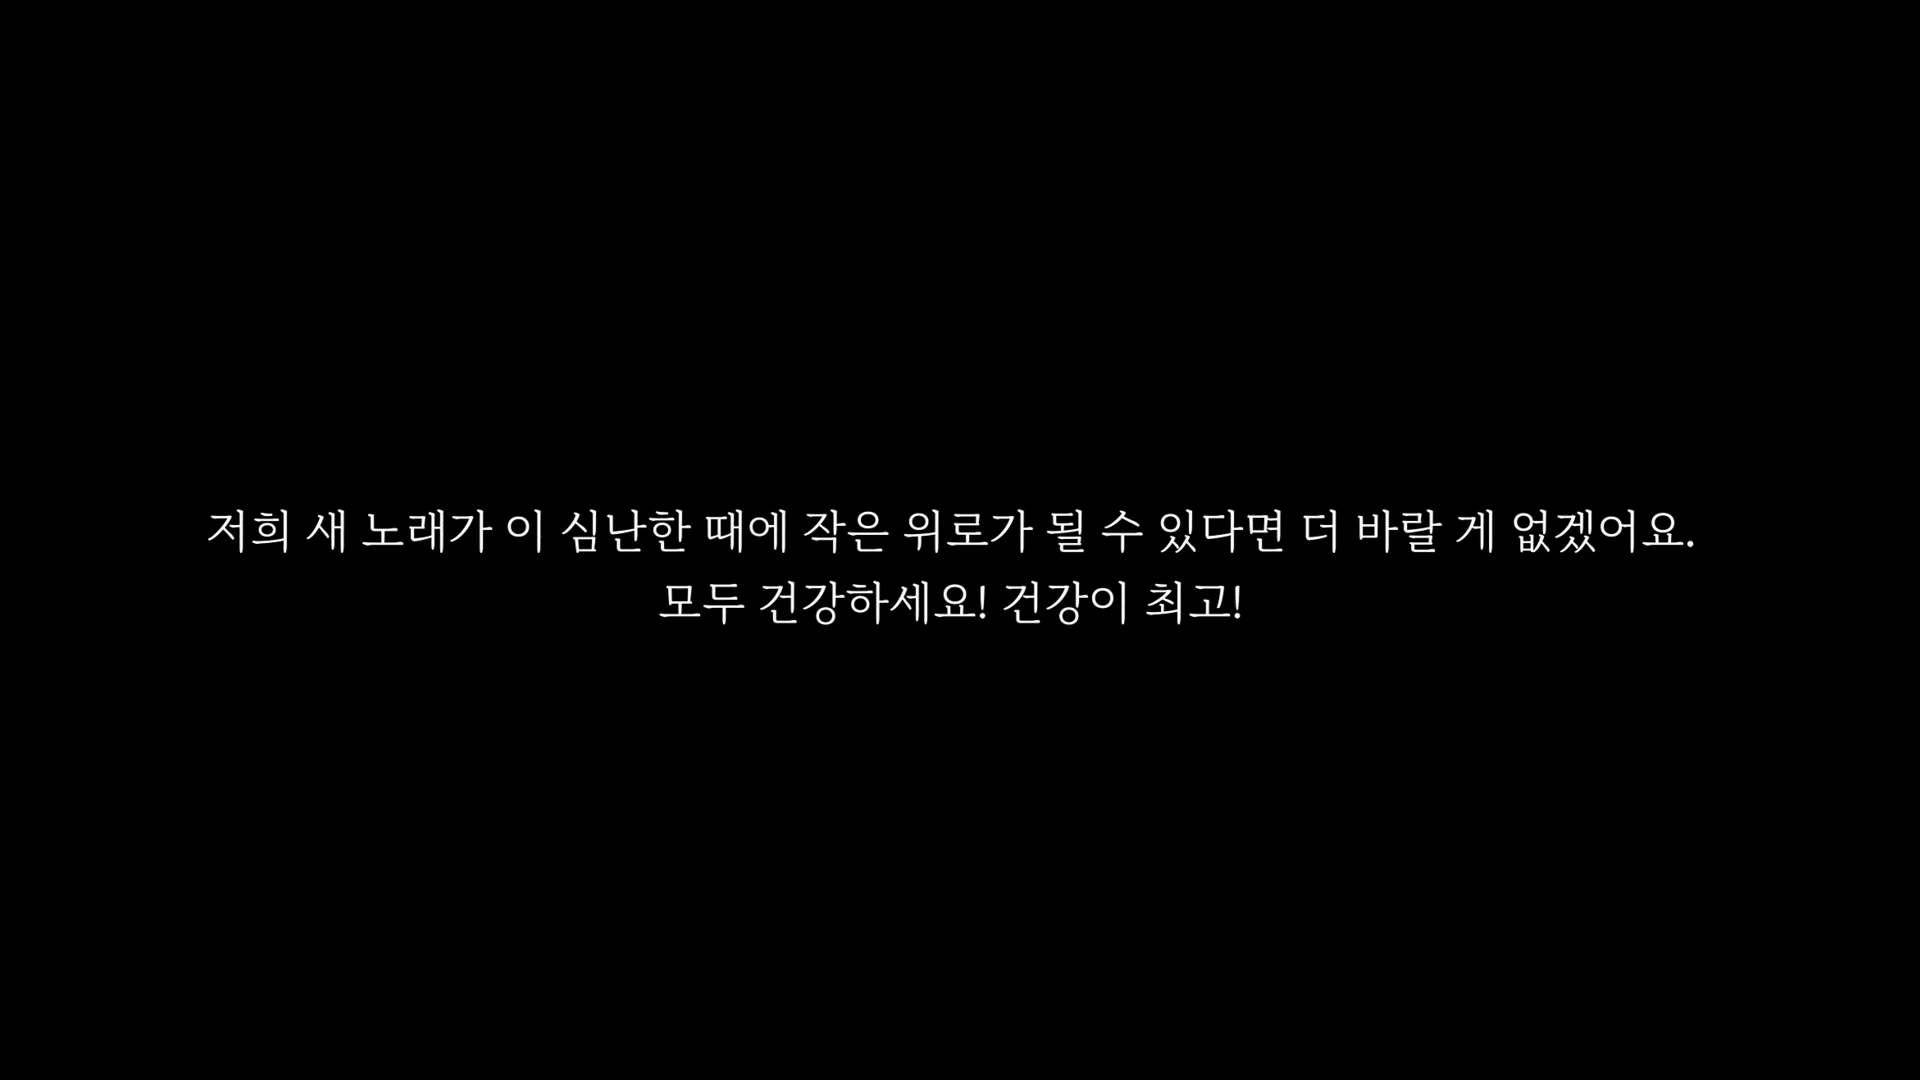 저희 새 노래가 이 심난한 때에 작은 위로가 될 수 있다면 더 바랄 게 없겠어요.
모두 건강하세요! 건강이 최고!